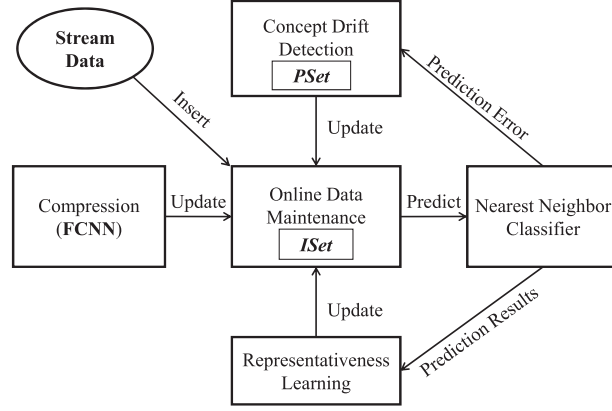 Stream
Data
Concept Drift
Detection
PSet
Insert
Update
Prediction Error
Compression
(FCNN)
Update
Online Data
Maintenance
ISet
Predict
Nearest Neighbor
Classifier
Update
Prediction Results
Representativeness
Learning